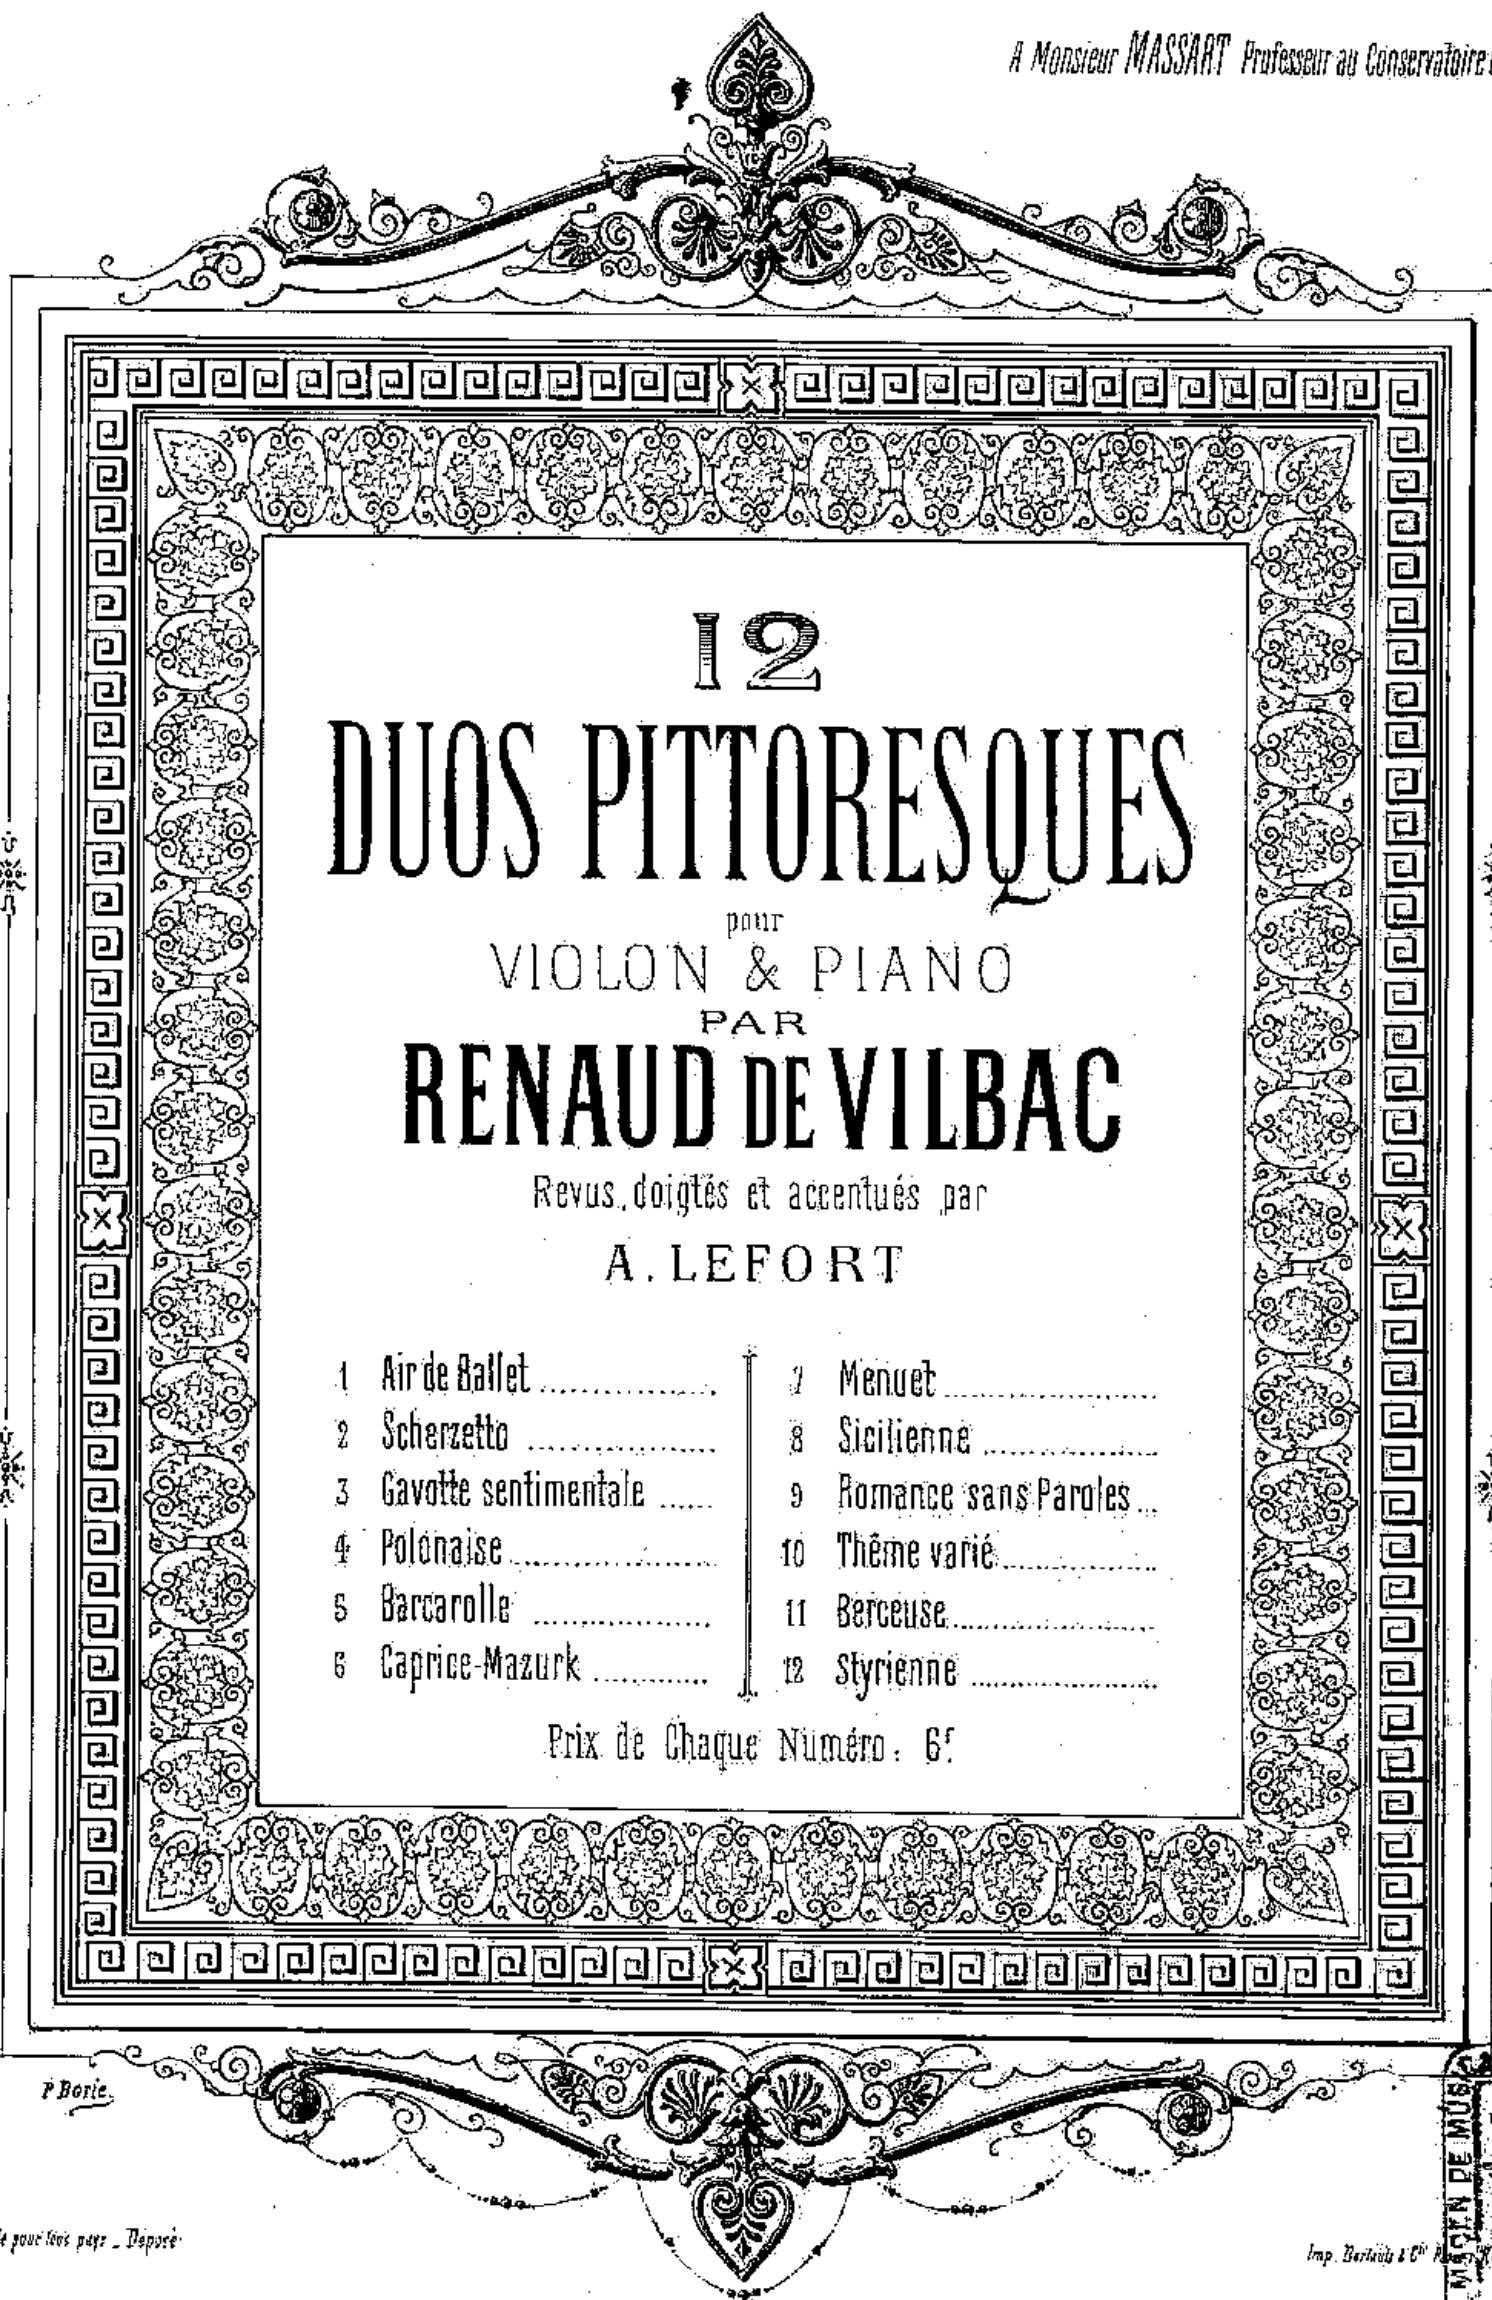 A Monsieur MASSART Professeur au Conservatoire
12
DUOS PITTORESQUES
pour
VIOLON & PIANO
PAR
RENAUD DE VILBAC
Revus, doigtés et accentués par
A. LEFORT
1 Air de Ballet
2 Scherzetto
3 Gavotte sentimentale
4 Polonaise
5 Barcarolle
6 Caprice-Mazurk
7 Menuet
8 Sicilienne
9 Romance sans Paroles
10 Thême varié
11 Berceuse
12 Styrienne
Prix de Chaque Numéro: 6f
P Borie.
pour tous pays _ Déposé
Imp.
DE MUS